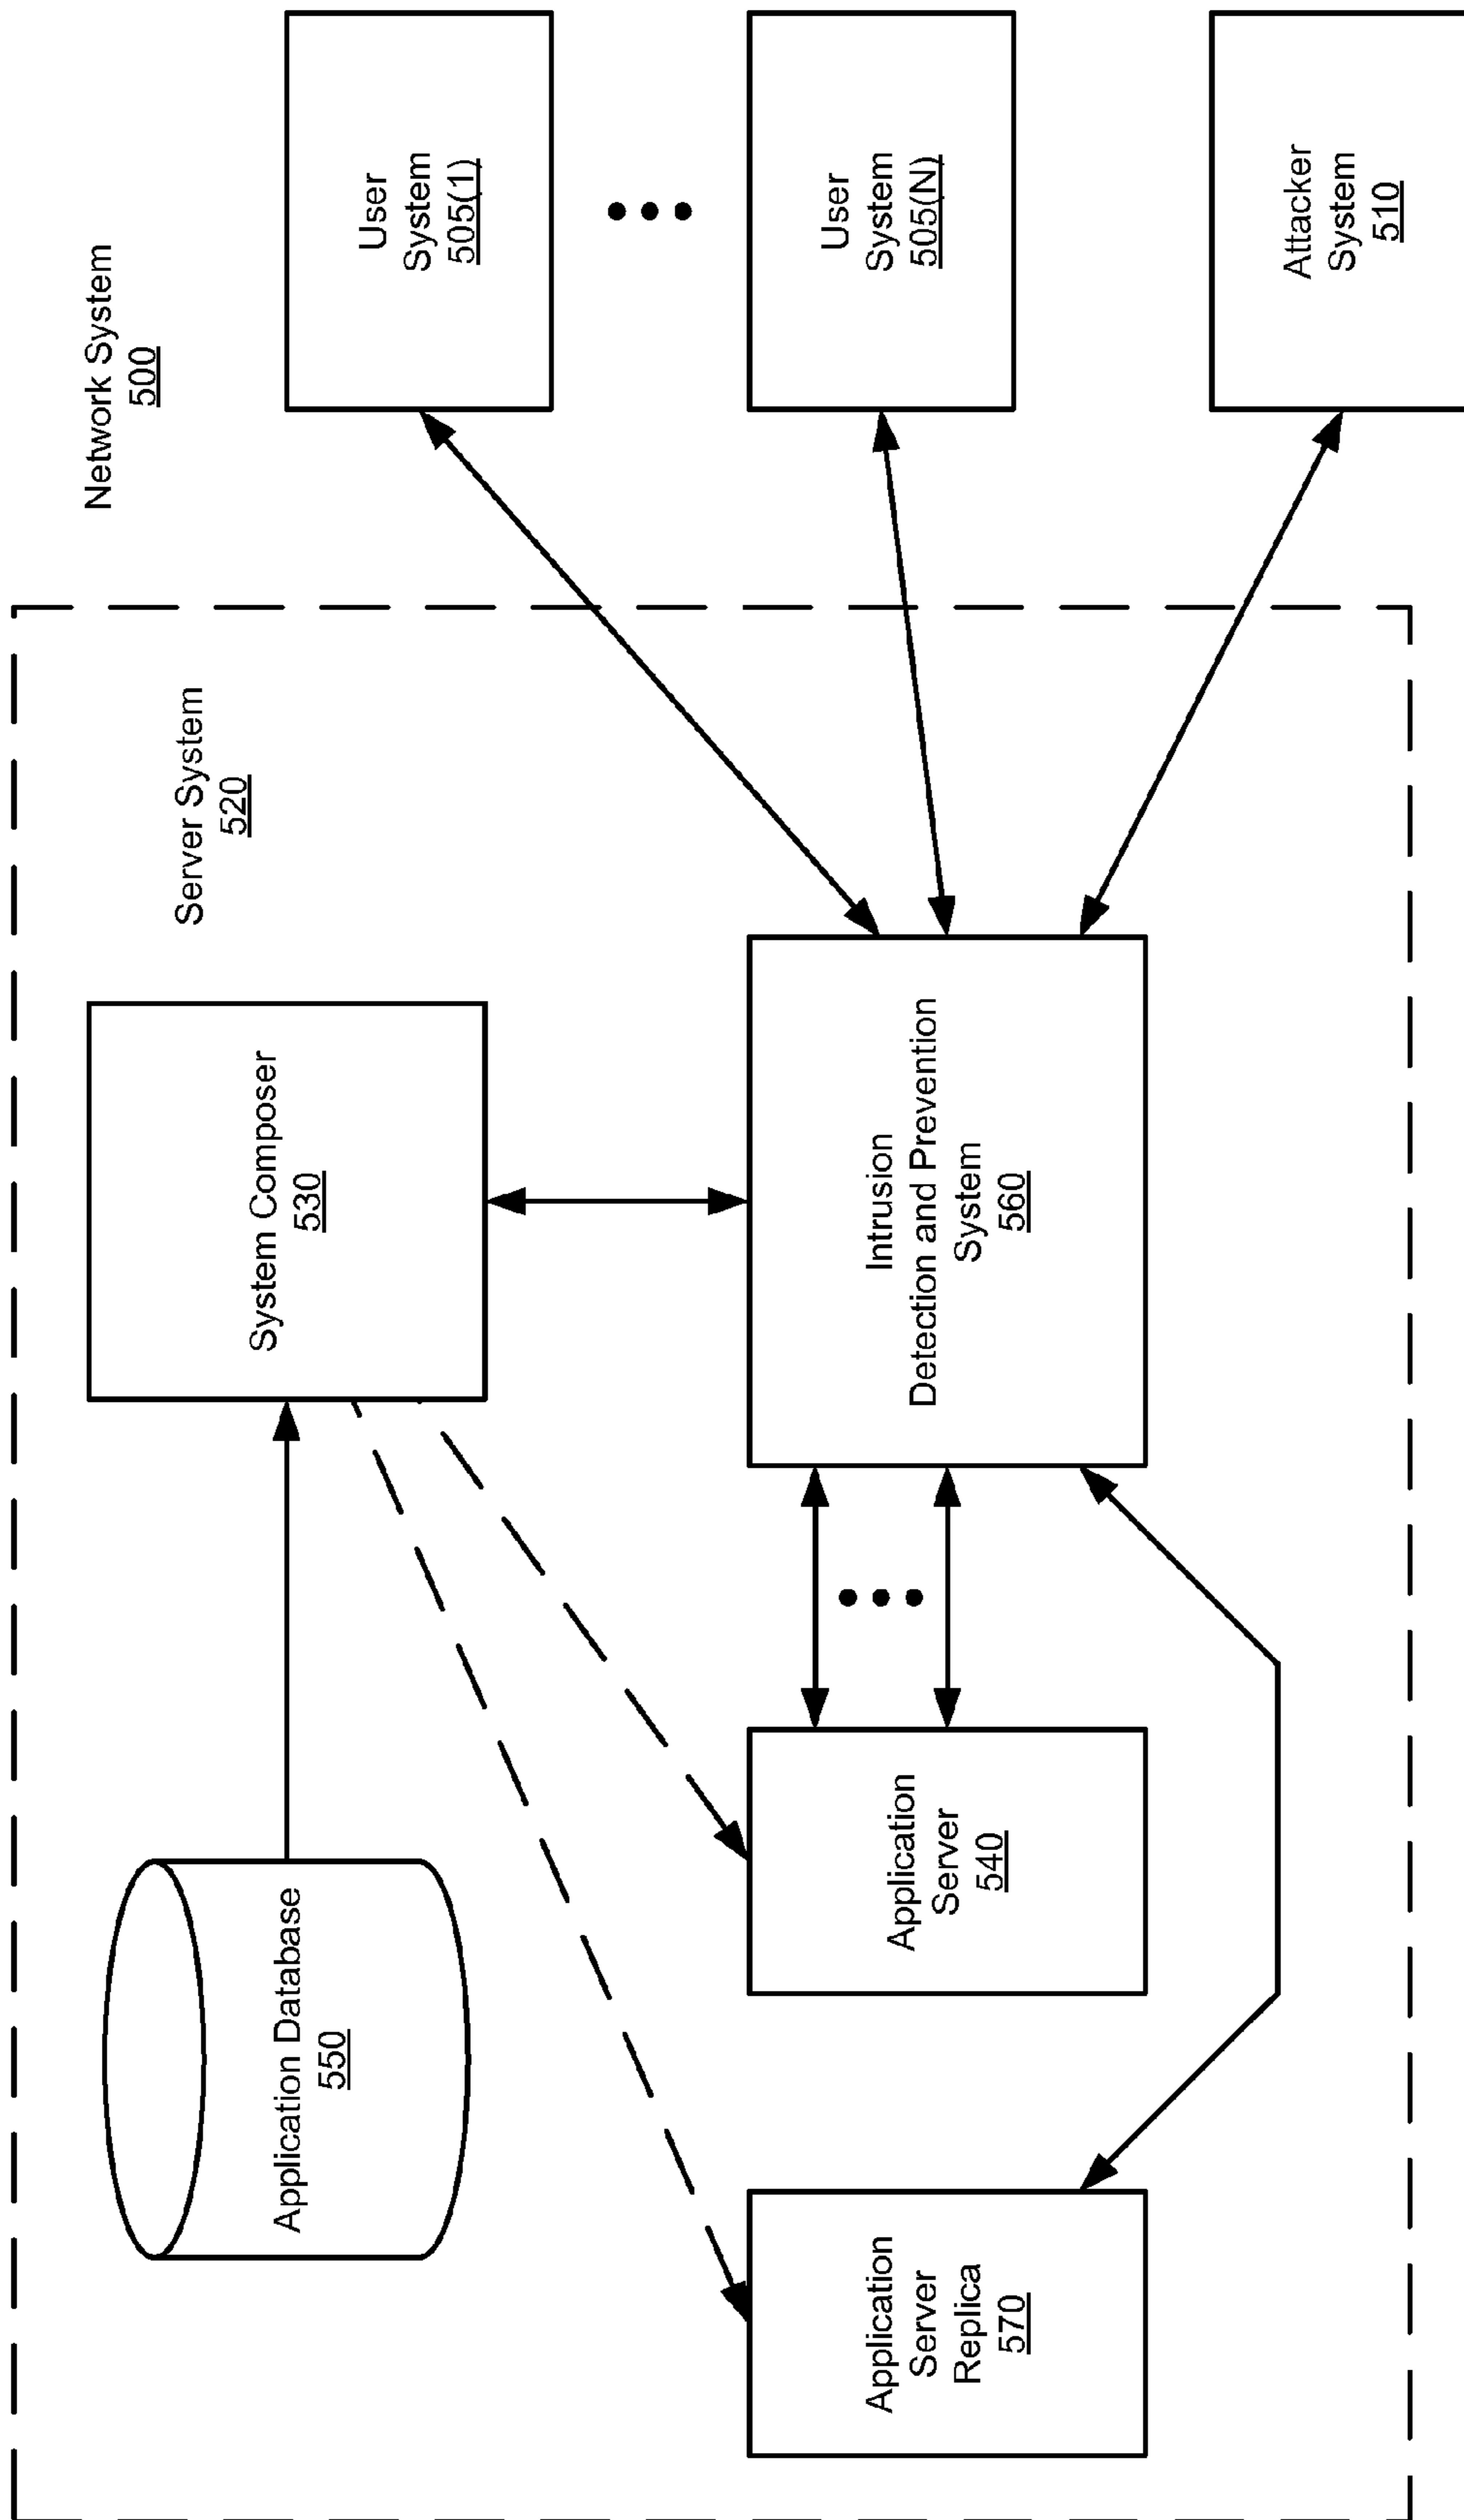 Network System
500
Server System
520
Application Database
550
System Composer
530
User
System
505(1)
Application
Server
Replica
570
Application
Server
540
Intrusion
Detection and Prevention
System
560
User
System
505(N)
Attacker
System
510